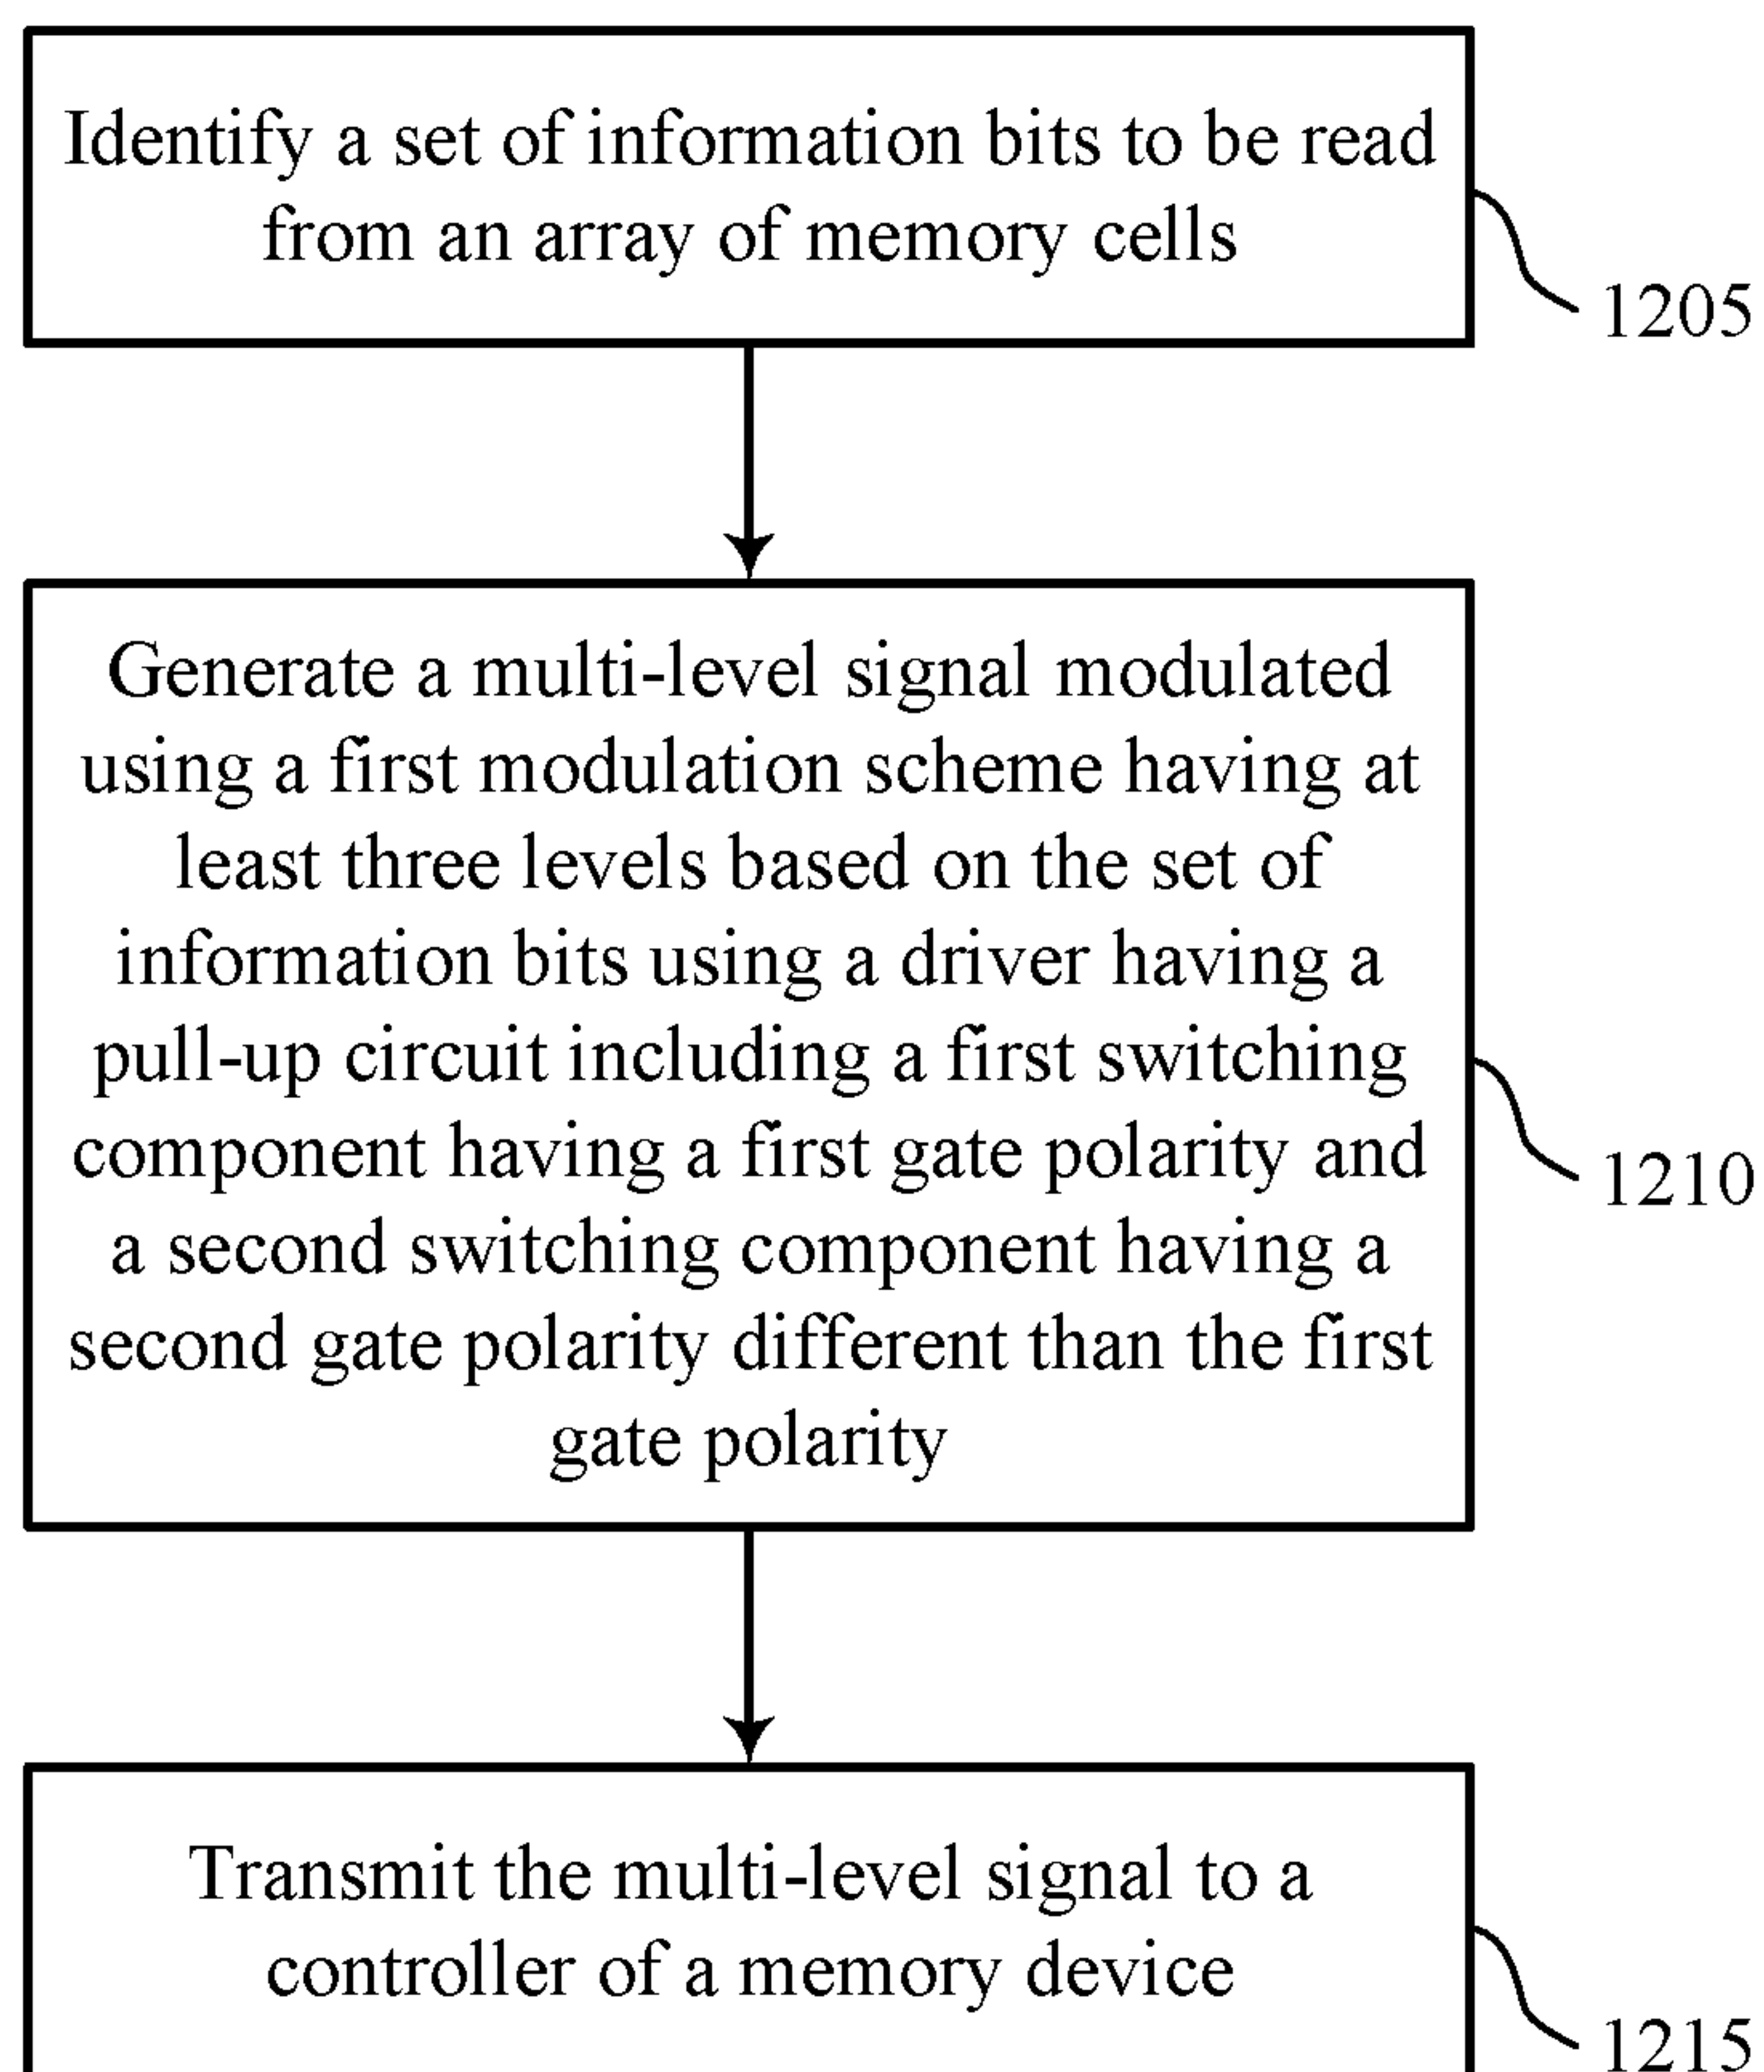 Identify a set of information bits to be read
from an array of memory cells
1205
Generate a multi-level signal modulated
using a first modulation scheme having at
least three levels based on the set of
information bits using a driver having a
pull-up circuit including a first switching
component having a first gate polarity and
a second switching component having a
second gate polarity different than the first
gate polarity
1210
Transmit the multi-level signal to a
controller of a memory device
1215